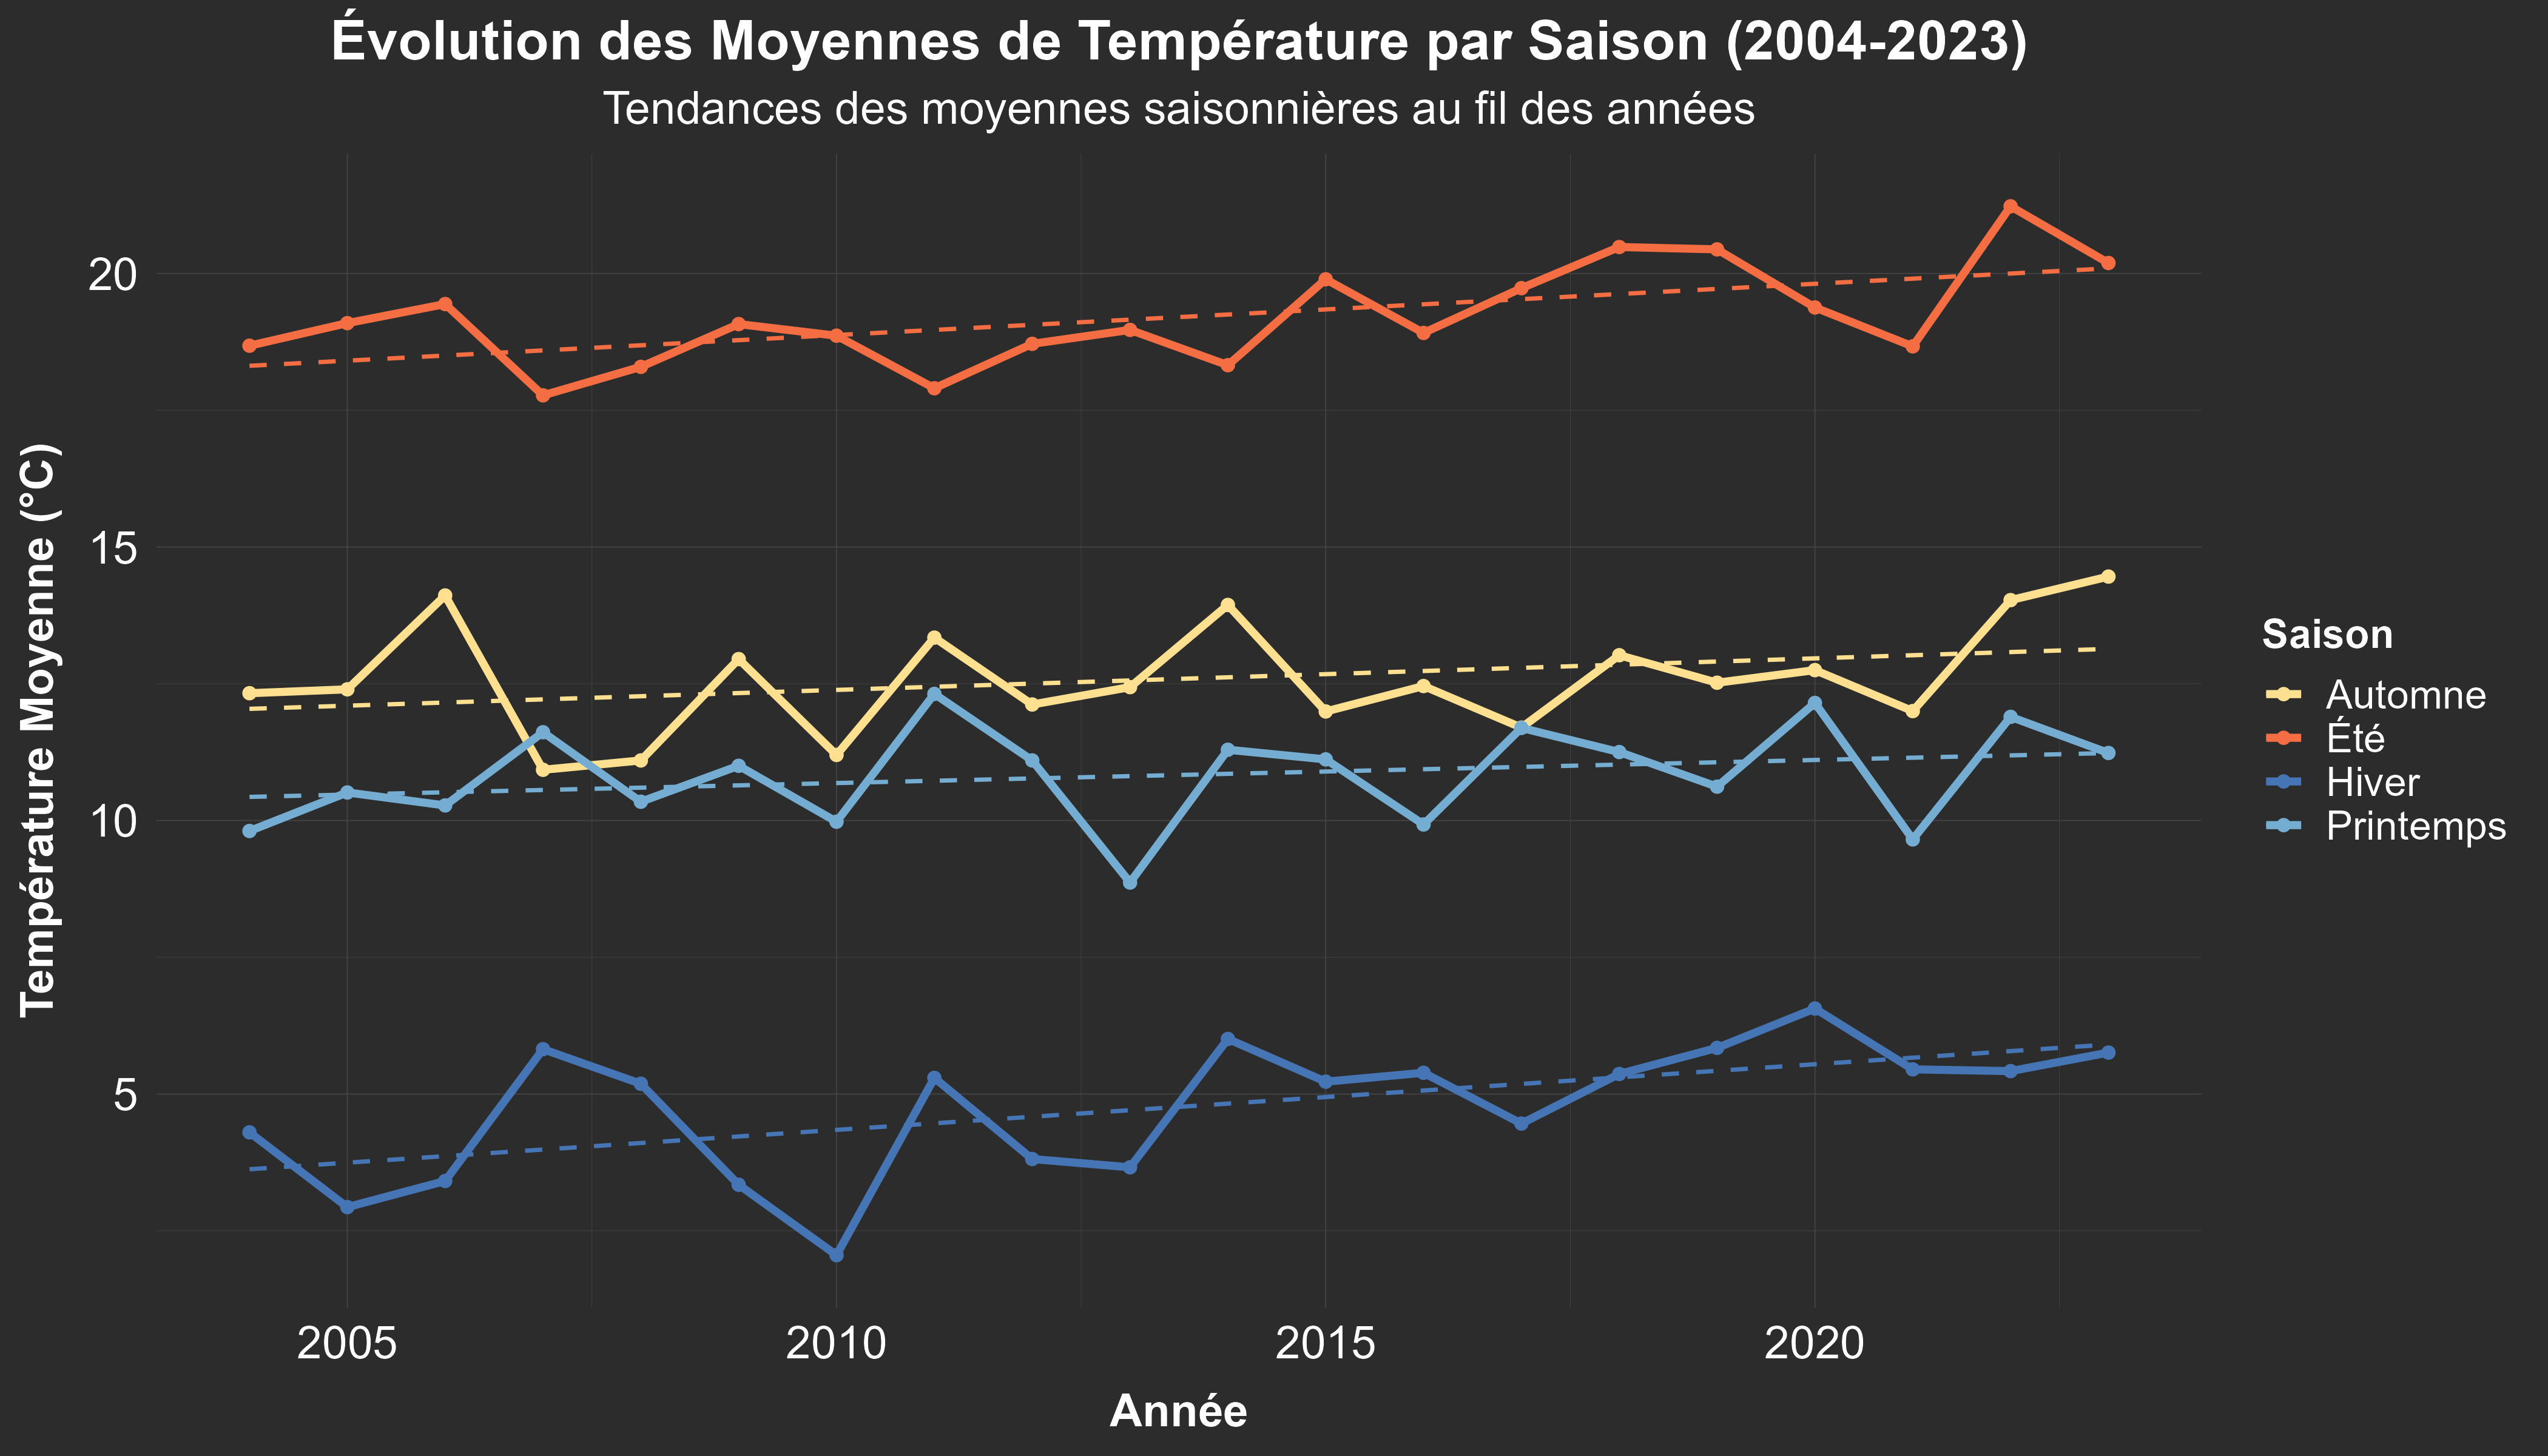 Évolution des Moyennes de Température par Saison (2004-2023)
Tendances des moyennes saisonnières au fil des années
Température Moyenne (°C)
20
15
10
5
2005
2010
2015
2020
Année
Saison
Automne
Été
Hiver
Printemps